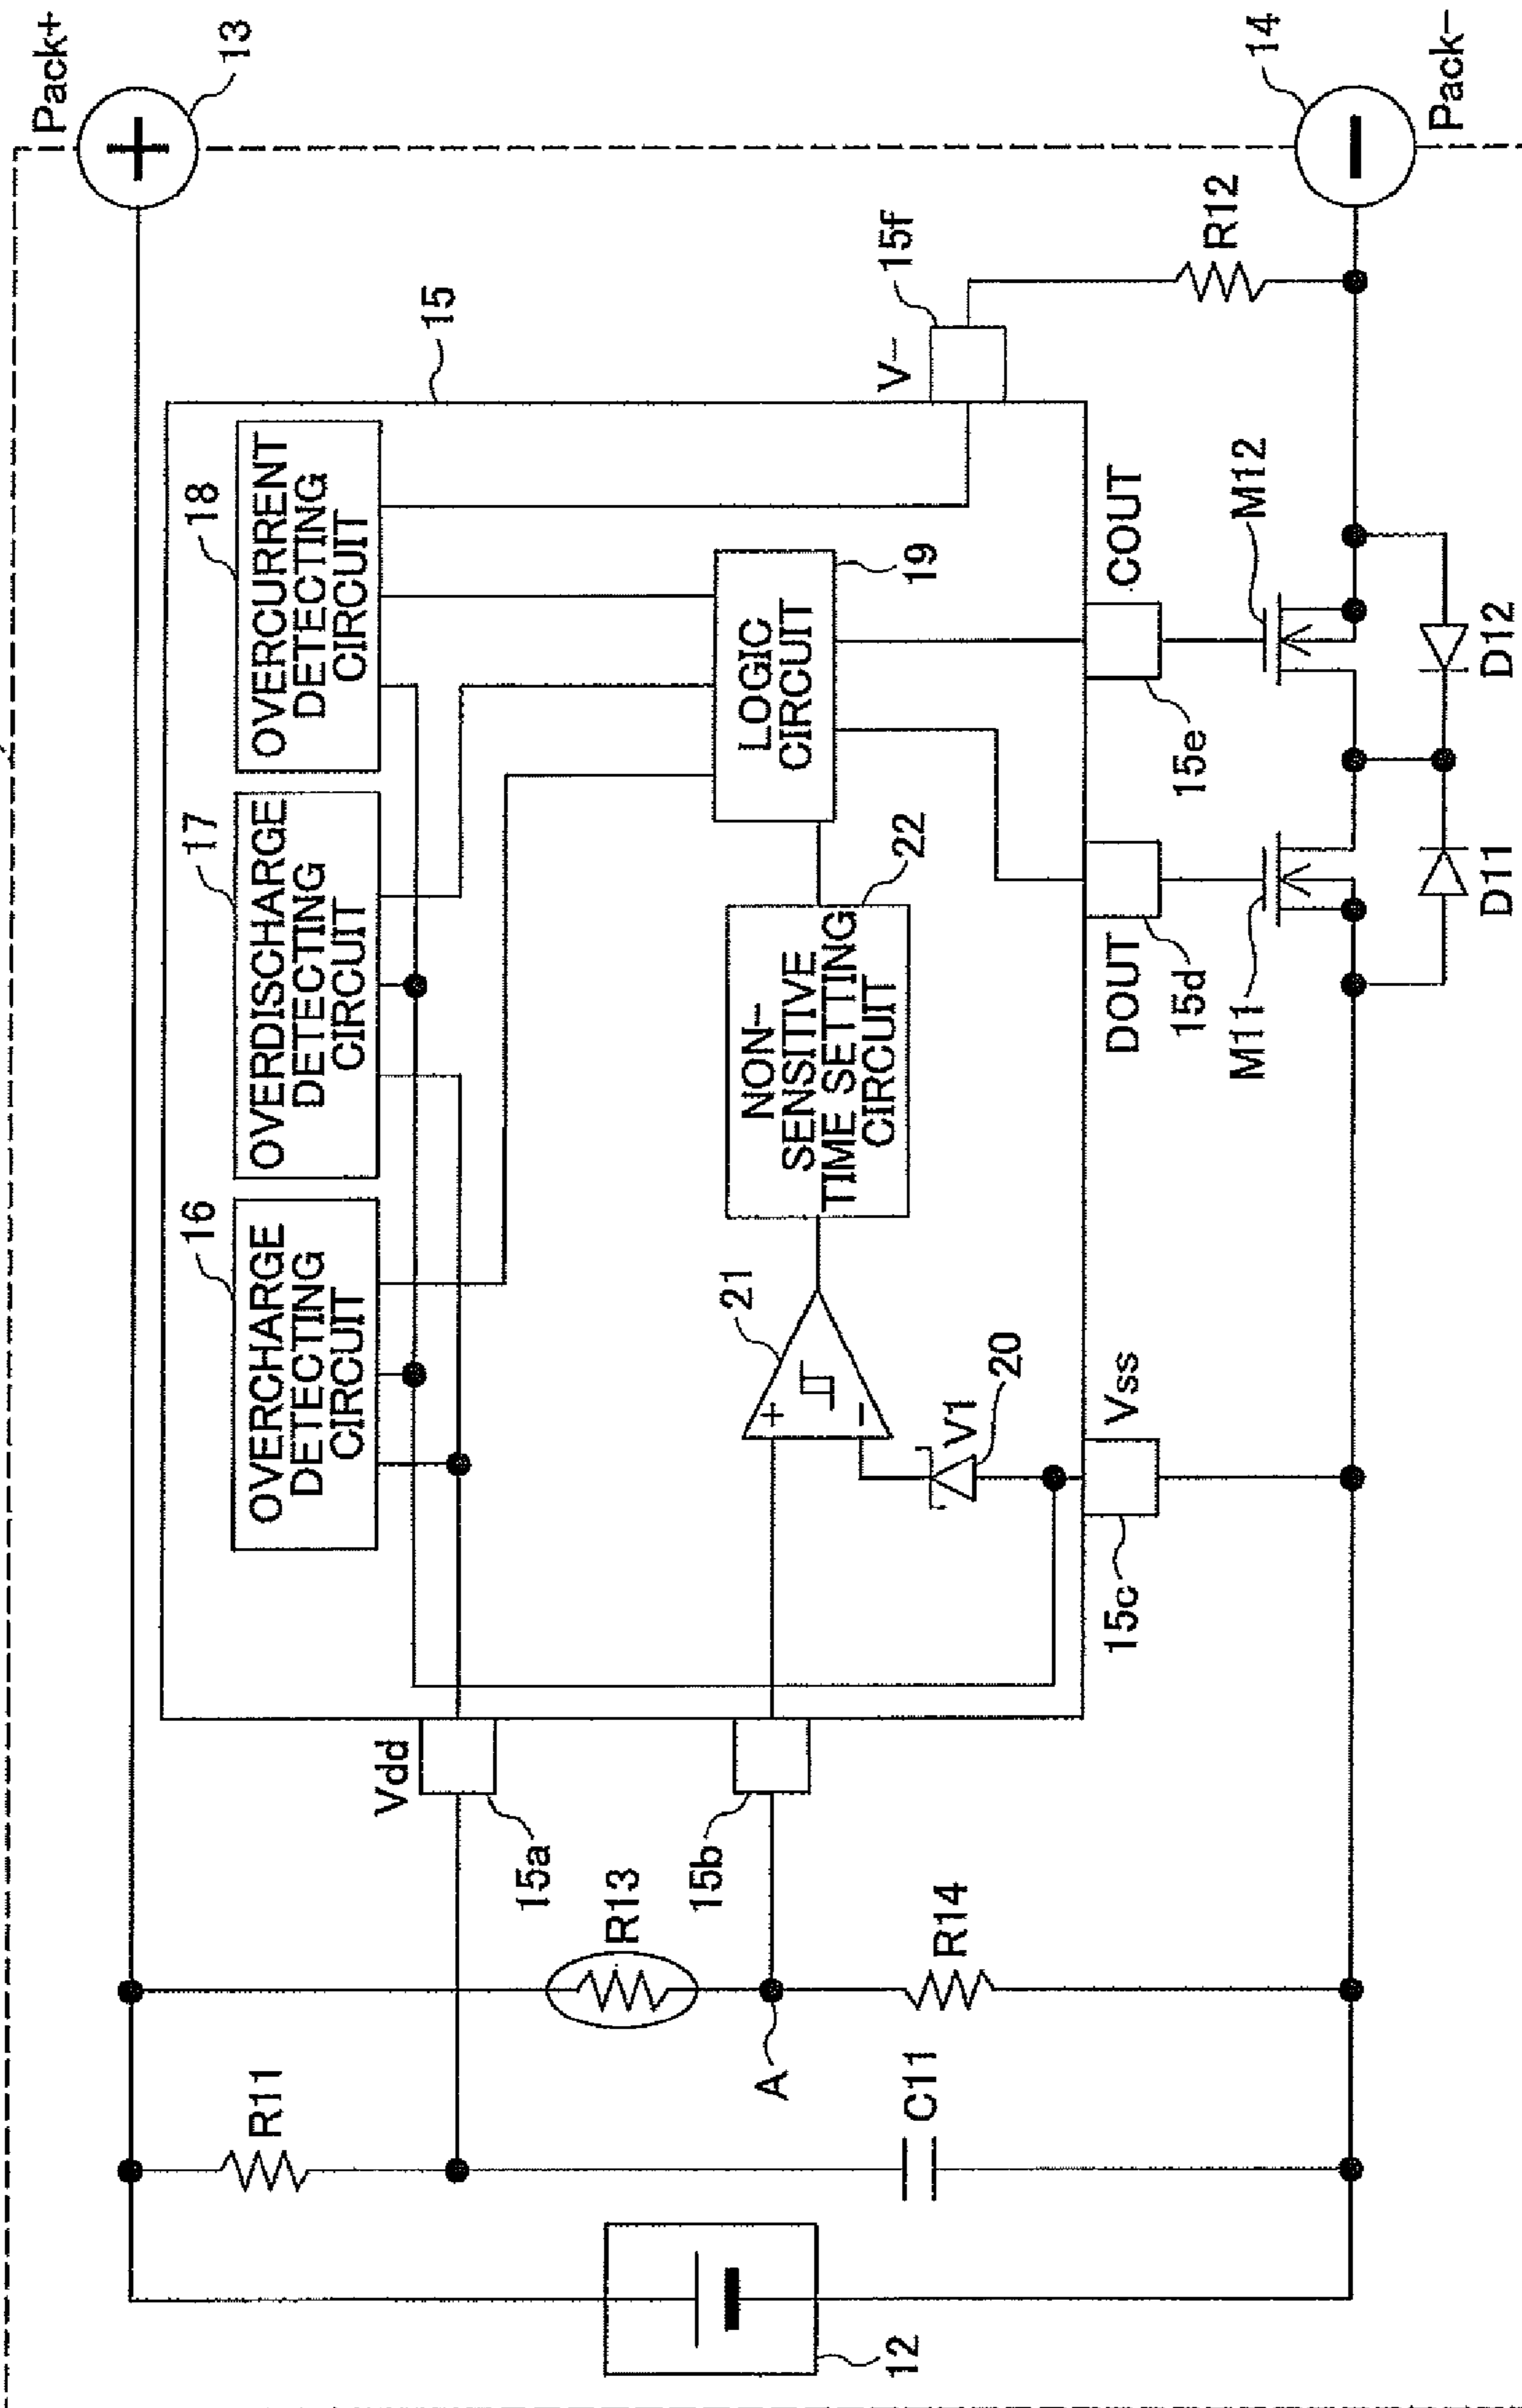 Pack+
13
15
18
OVERCURRENT
DETECTING
CIRCUIT
17
OVERDISCHARGE
DETECTING
CIRCUIT
16
OVERCHARGE
DETECTING
CIRCUIT
Vdd
15a
R11
R13
15b
A
R14
C11
12
LOGIC
CIRCUIT
19
NON-
SENSITIVE
TIME SETTING
CIRCUIT
22
21
+
−
V1
20
Vss
15c
V−
15f
R12
COUT
15e
DOUT
15d
M12
M11
D12
D11
14
Pack−